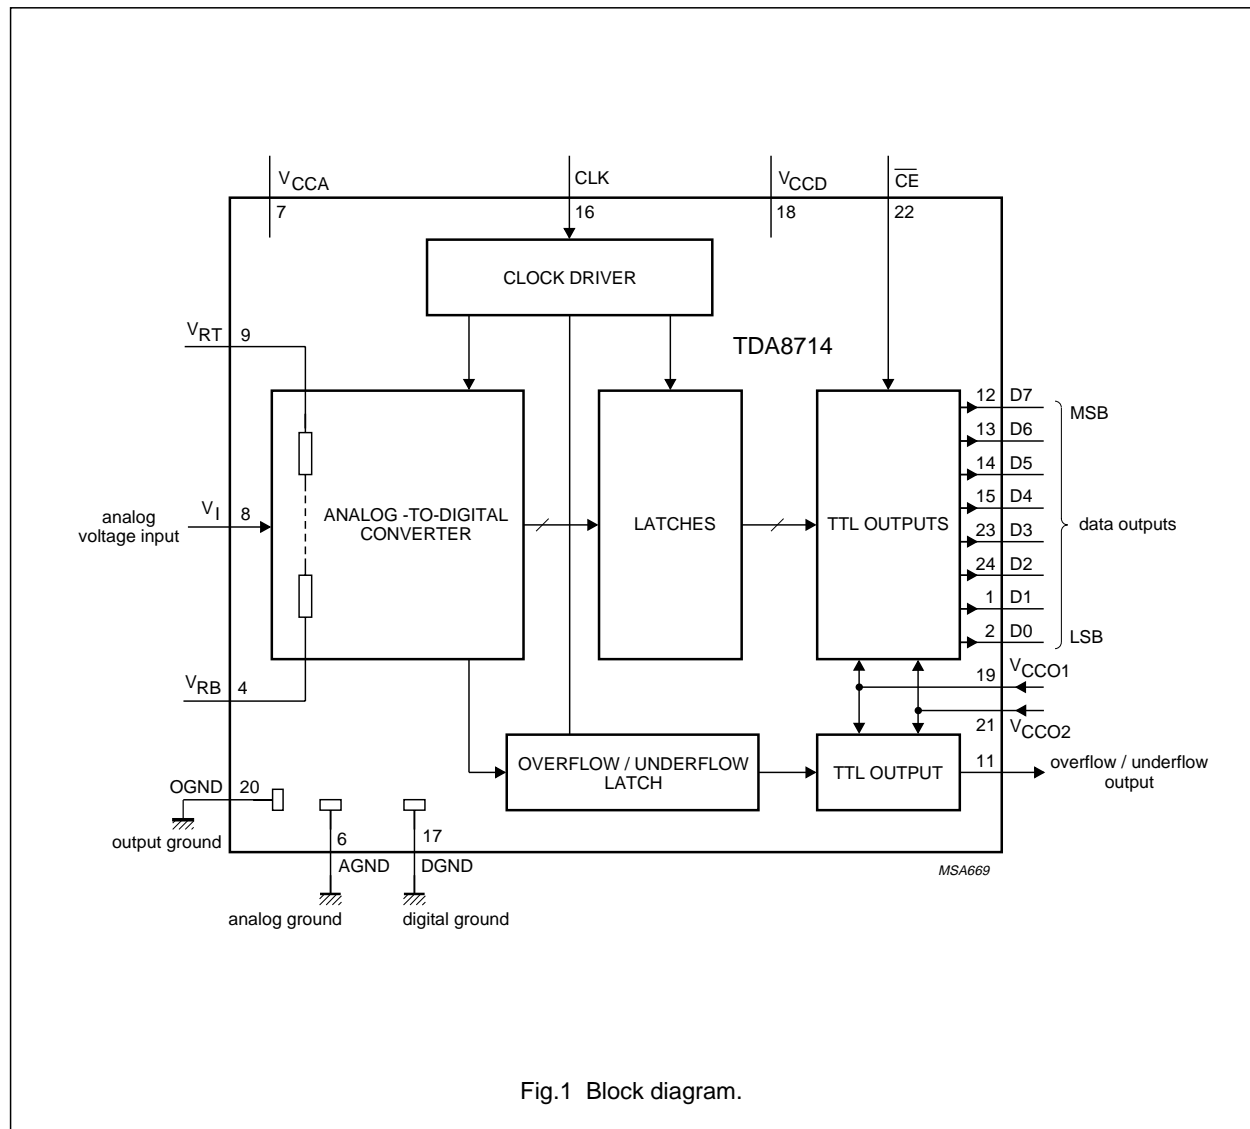 VCCA
CLK
VCCD
CE
7
16
18
22
CLOCK DRIVER
TDA8714
VRT 9
12 D7
MSB
13 D6
14 D5
15 D4
23 D3
24 D2
1 D1
2 D0
LSB
data outputs
analog
voltage input
VI 8
ANALOG -TO-DIGITAL
CONVERTER
LATCHES
TTL OUTPUTS
VRB 4
19 VCCO1
21 VCCO2
OVERFLOW / UNDERFLOW
LATCH
TTL OUTPUT
11
overflow / underflow
output
OGND 20
output ground
6
17
AGND
DGND
analog ground
digital ground
MSA669
Fig.1 Block diagram.